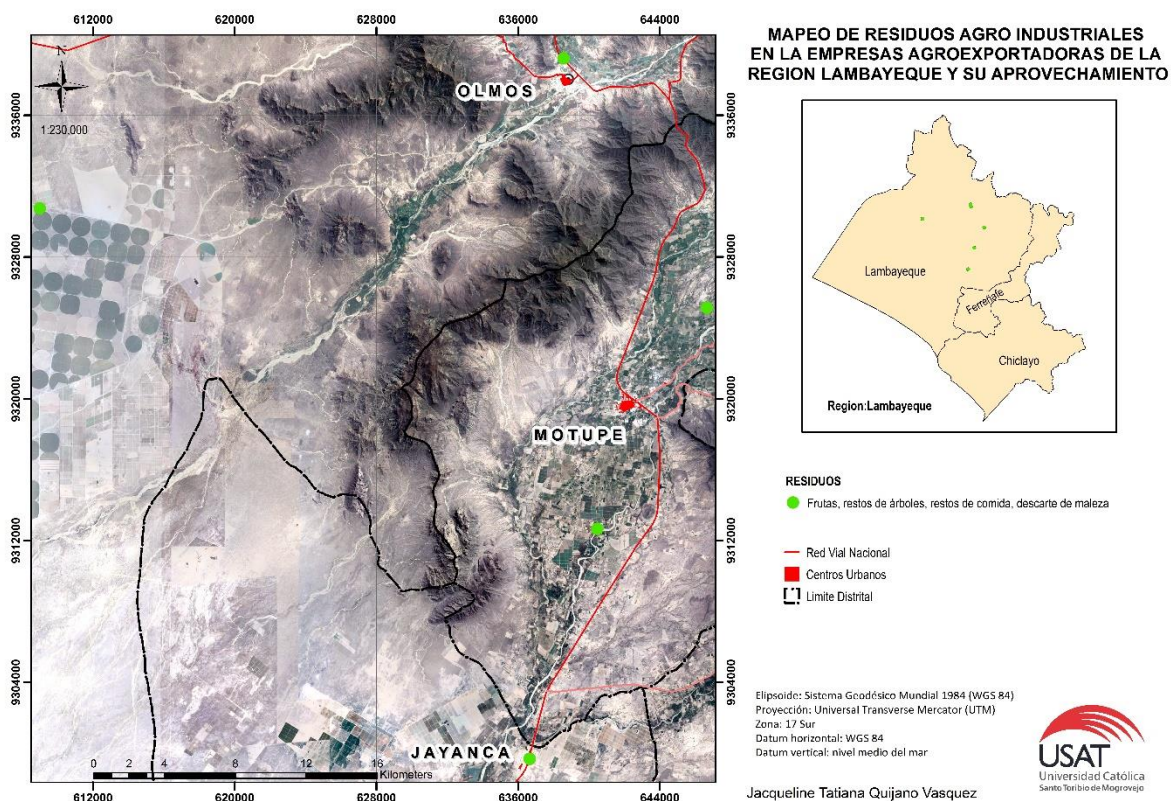 612000 620000 628000 636000 644000
N
1:230,000
OLMOS
MOTUPE
JAYANCA
9336000
9328000
9320000
9312000
9304000
9336000
9328000
9320000
9312000
9304000
0 2 4 8 12 16
Kilometers
612000 620000 628000 636000 644000
MAPEO DE RESIDUOS AGRO INDUSTRIALES
EN LA EMPRESAS AGROEXPORTADORAS DE LA
REGION LAMBAYEQUE Y SU APROVECHAMIENTO
Lambayeque
Ferreñafe
Chiclayo
Region:Lambayeque
RESIDUOS
Frutas, restos de árboles, restos de comida, descarte de maleza
Red Vial Nacional
Centros Urbanos
Limite Distrital
Elipsoide: Sistema Geodésico Mundial 1984 (WGS 84)
Proyección: Universal Transverse Mercator (UTM)
Zona: 17 Sur
Datum horizontal: WGS 84
Datum vertical: nivel medio del mar
USAT
Universidad Católica
Santo Toribio de Mogrovejo
Jacqueline Tatiana Quijano Vasquez